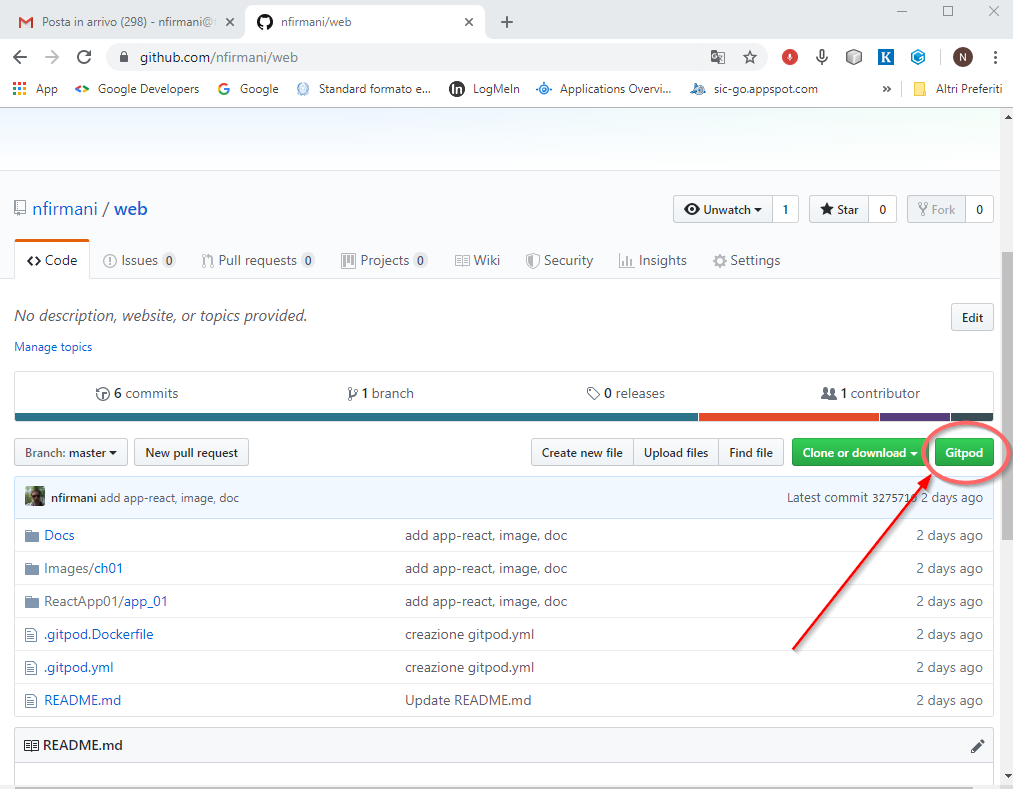 Posta in arrivo (298) - nfirmani@
nfirmani/web
github.com/nfirmani/web
N
App
Google Developers
Google
Standard formato e...
LogMeIn
Applications Overvi...
sic-go.appspot.com
»
Altri Preferiti
nfirmani / web
Unwatch
1
Star
0
Fork
0
Code
Issues 0
Pull requests 0
Projects 0
Wiki
Security
Insights
Settings
No description, website, or topics provided.
Edit
Manage topics
6 commits
1 branch
0 releases
1 contributor
Branch: master
New pull request
Create new file
Upload files
Find file
Clone or download
Gitpod
nfirmani add app-react, image, doc
Latest commit 3275710 2 days ago
Docs
add app-react, image, doc
2 days ago
Images/ch01
add app-react, image, doc
2 days ago
ReactApp01/app_01
add app-react, image, doc
2 days ago
.gitpod.Dockerfile
creazione gitpod.yml
2 days ago
.gitpod.yml
creazione gitpod.yml
2 days ago
README.md
Update README.md
2 days ago
README.md